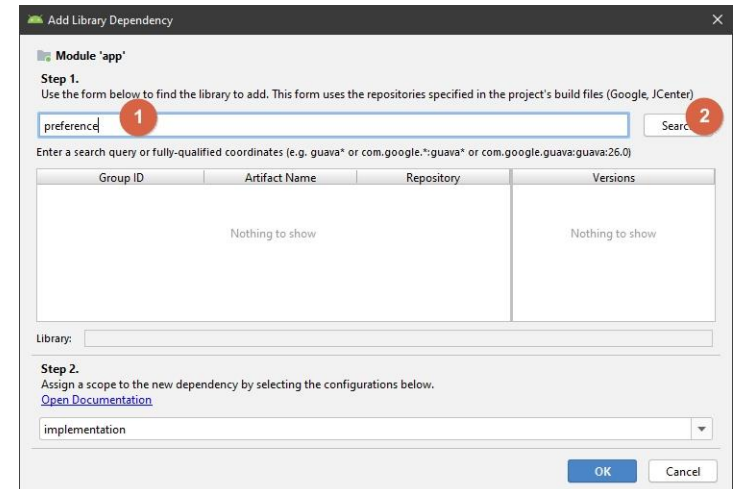 Add Library Dependency
Module 'app'
Step 1.
Use the form below to find the library to add. This form uses the repositories specified in the project's build files (Google, JCenter)
preference
1
2
Enter a search query or fully-qualified coordinates (e.g. guava* or com.google.*:guava* or com.google.guava:guava:26.0)
Group ID Artifact Name Repository Versions
Nothing to show Nothing to show
Library:
Step 2.
Assign a scope to the new dependency by selecting the configurations below.
Open Documentation
implementation
OK Cancel